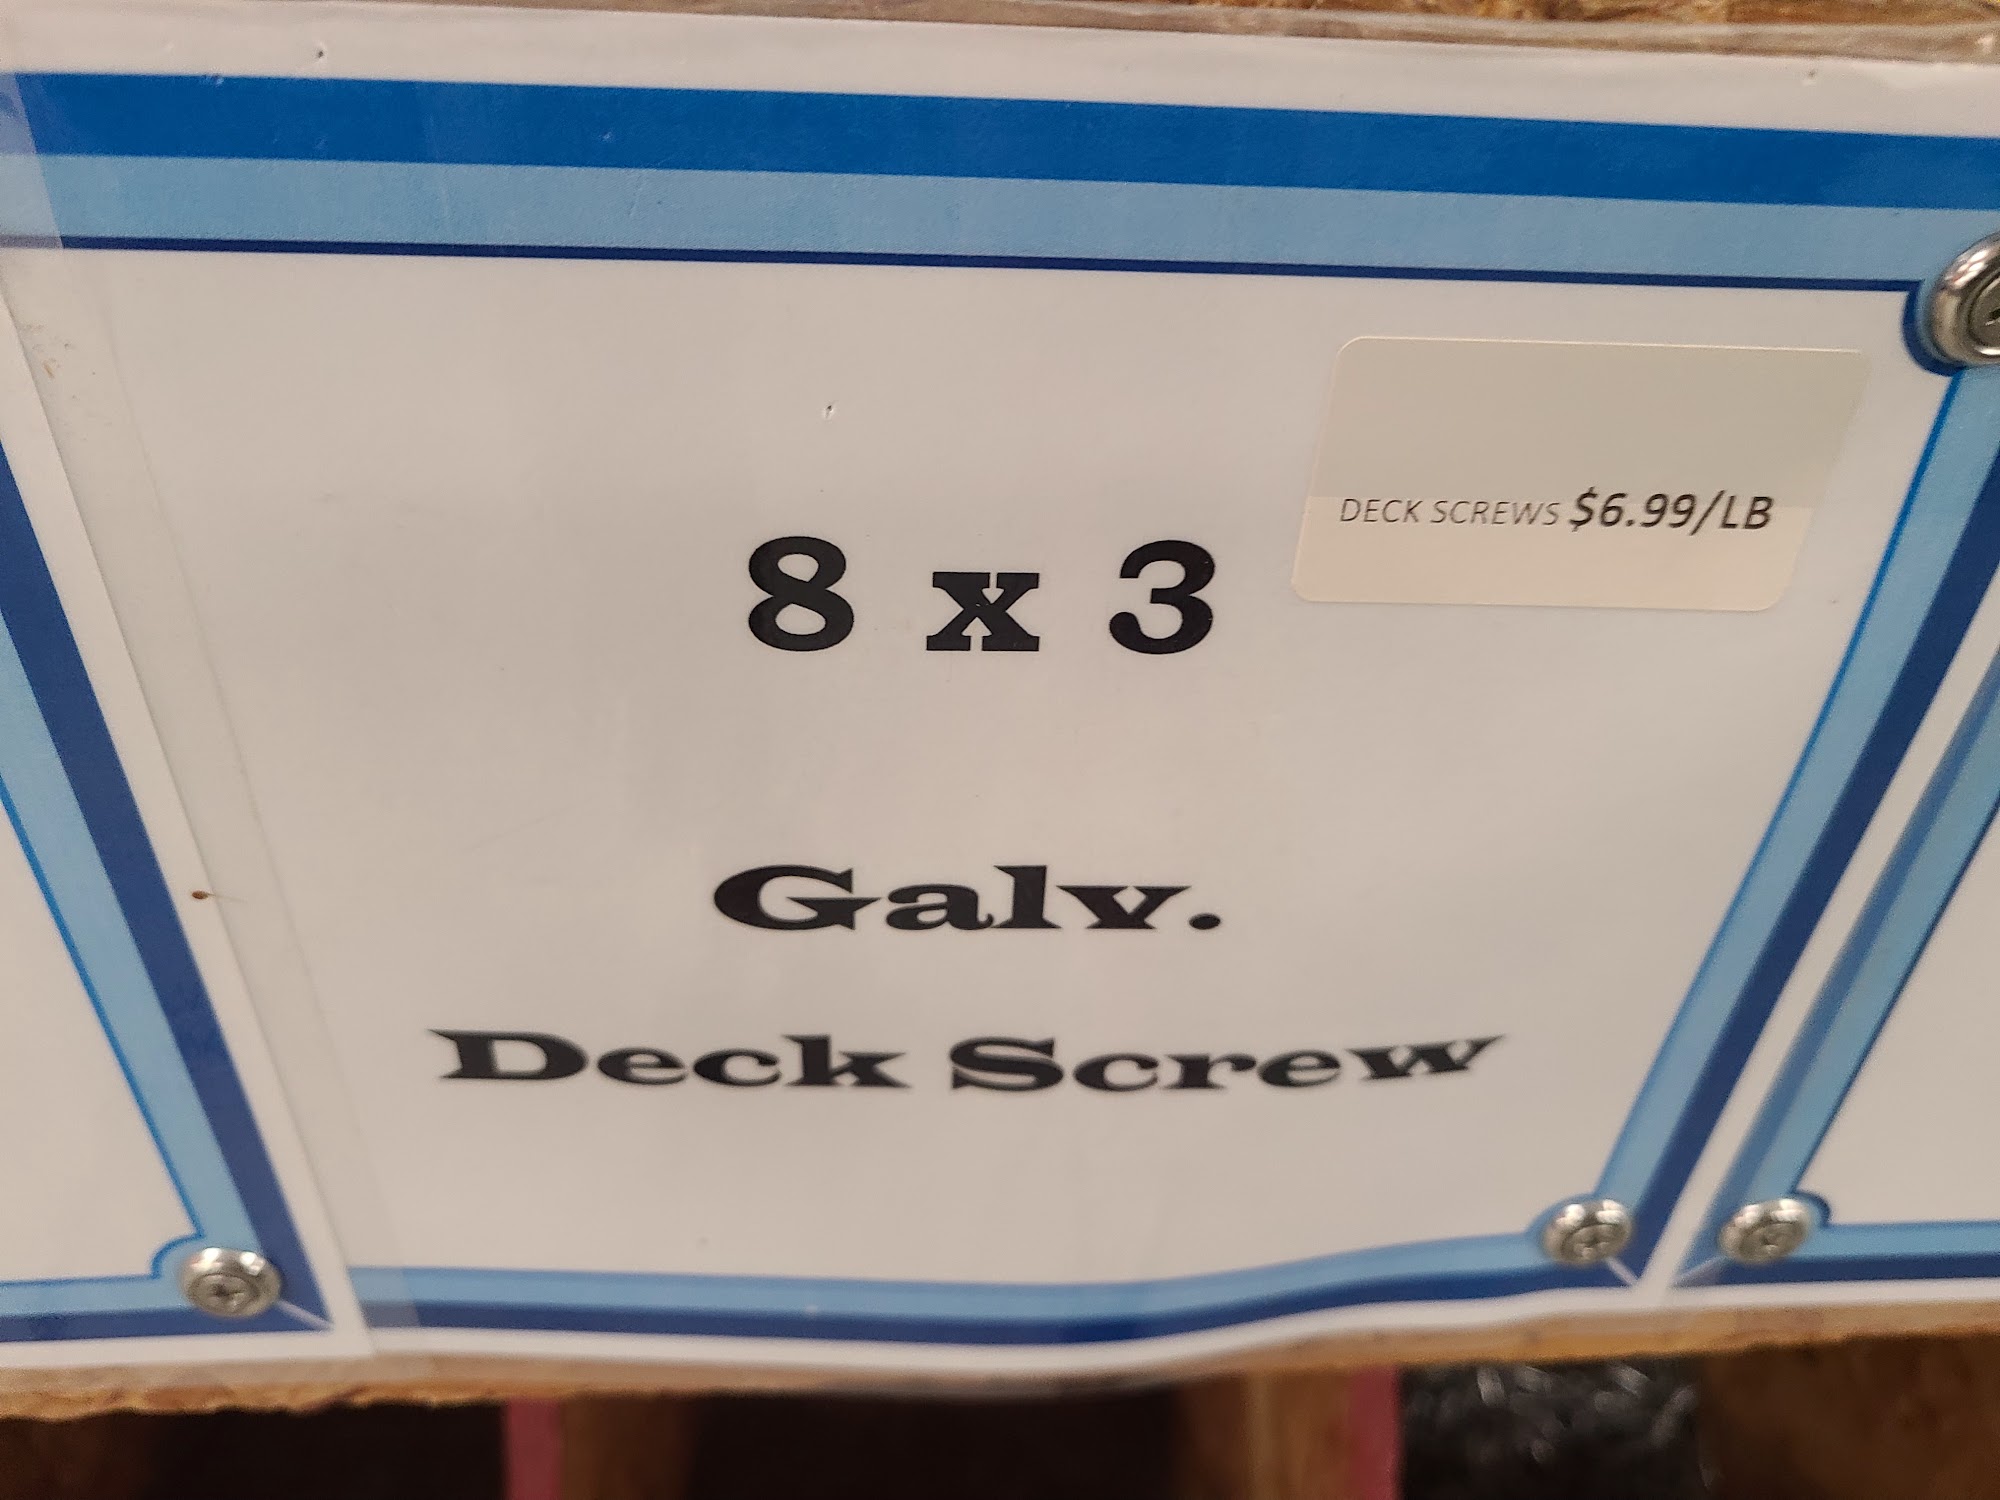 DECK SCREWS $6.99/LB
8 x 3
Galv.
Deck Screw